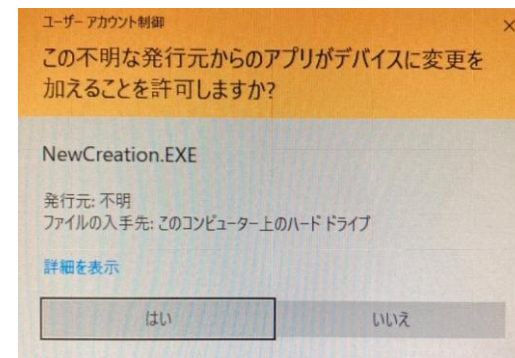 ユーザー アカウント制御
この不明な発行元からのアプリがデバイスに変更を
加えることを許可しますか?
NewCreation.EXE
発行元: 不明
ファイルの入手先: このコンピューター上のハード ドライブ
詳細を表示
はい
いいえ